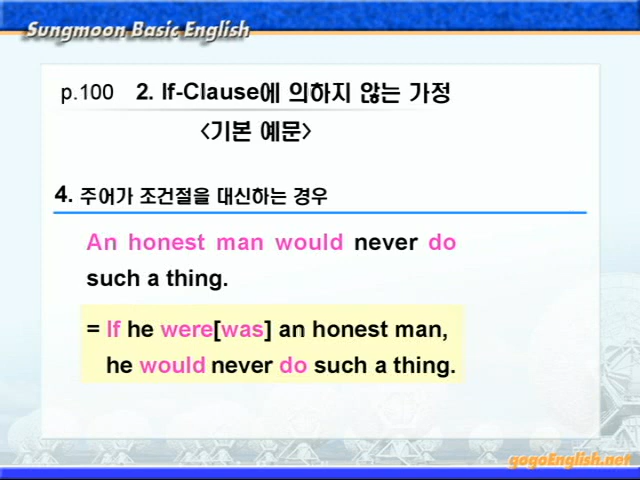 Sungmoon Basic English
p.100 2. If-Clause에 의하지 않는 가정
<기본 예문>
4. 주어가 조건절을 대신하는 경우
An honest man would never do
such a thing.
= If he were[was] an honest man,
he would never do such a thing.
gogoEnglish.net